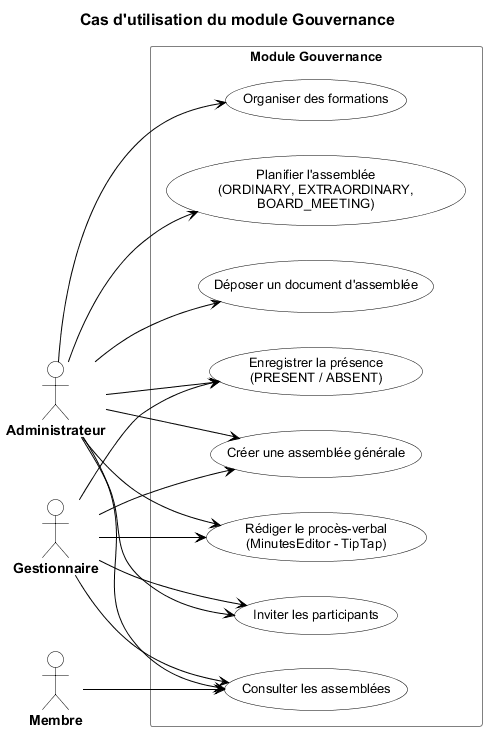 Cas d'utilisation du module Gouvernance
Module Gouvernance
Organiser des formations
Planifier l'assemblée
(ORDINARY, EXTRAORDINARY,
BOARD_MEETING)
Déposer un document d'assemblée
Enregistrer la présence
(PRESENT / ABSENT)
Administrateur
Créer une assemblée générale
Rédiger le procès-verbal
(MinutesEditor - TipTap)
Gestionnaire
Inviter les participants
Consulter les assemblées
Membre